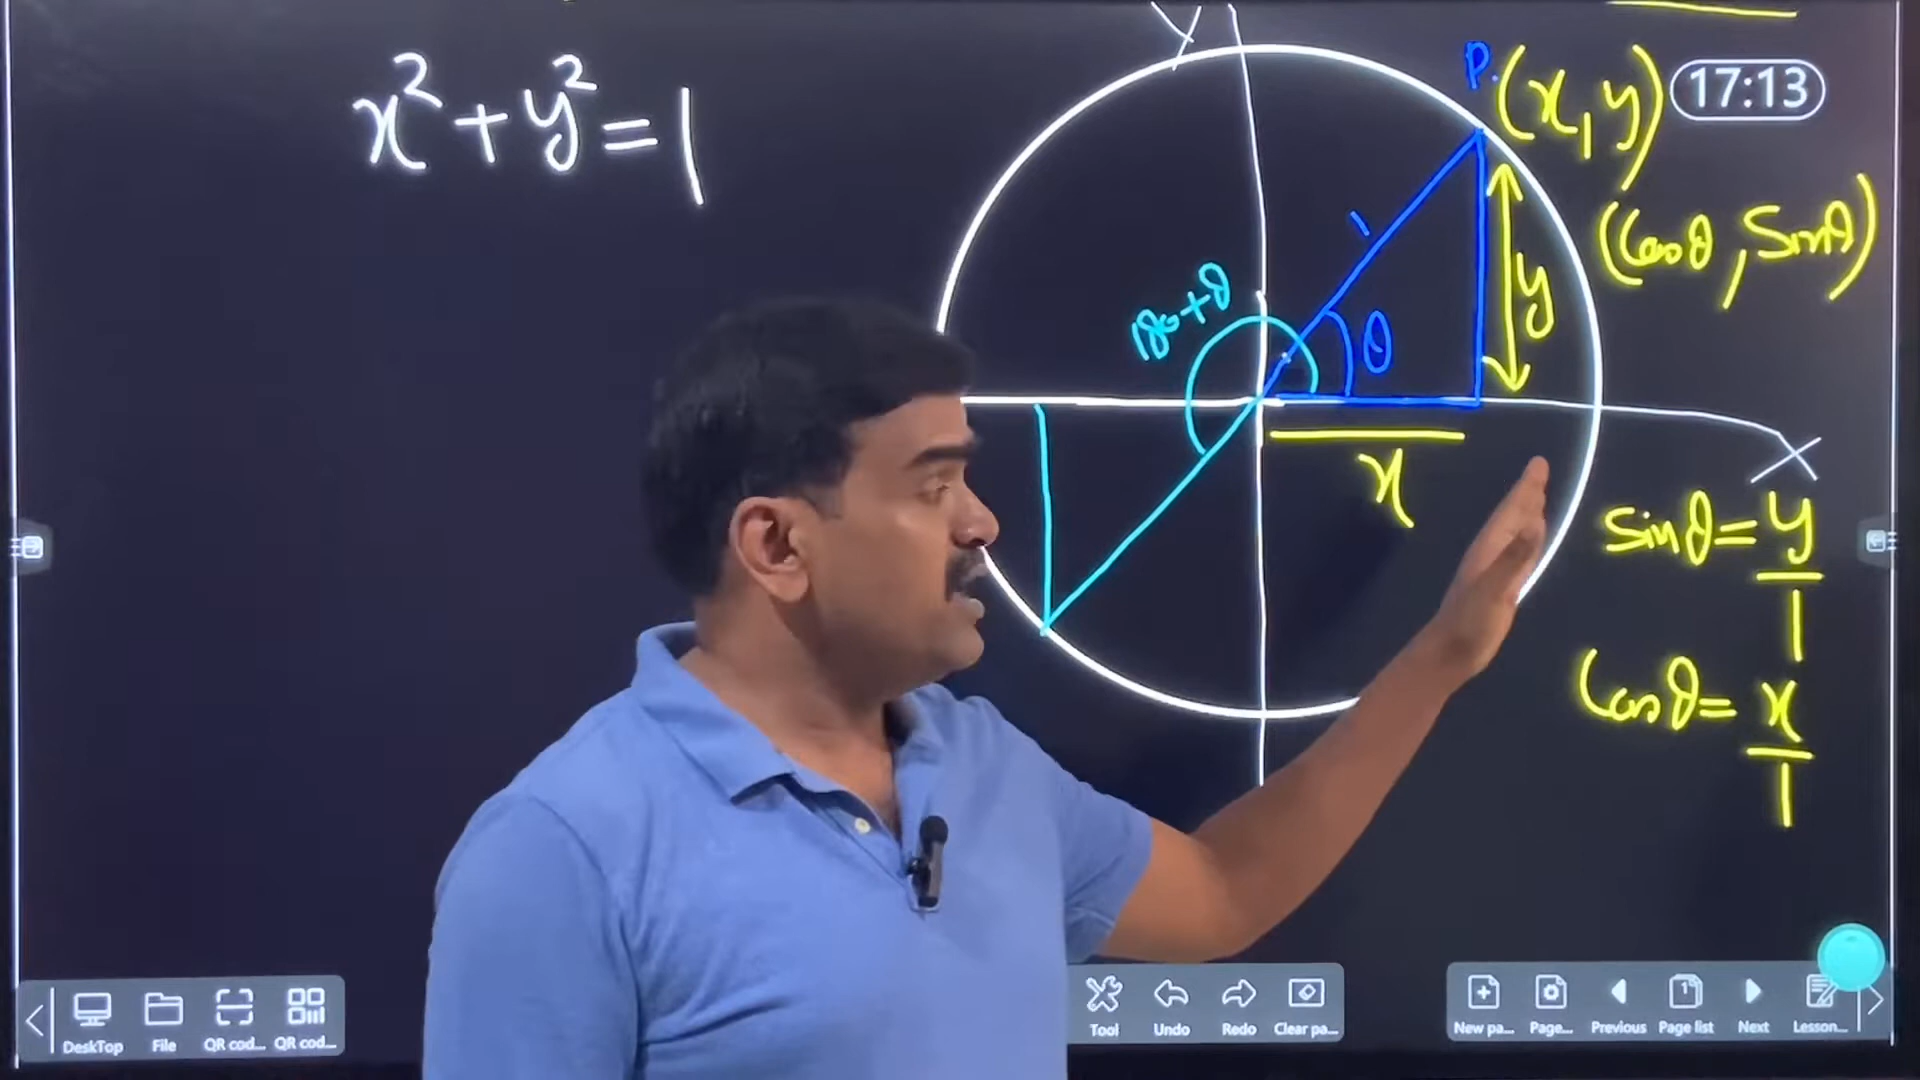 x² + y² = 1
Y
P. (x, y)
17:13
(Cosθ, Sinθ)
1
y
180+θ
θ
x
X
sinθ = y/1
Cosθ = x/1
DeskTop
File
QR cod...
QR cod...
Tool
Undo
Redo
Clear pa...
New pa...
Page...
Previous
1
Page list
Next
Lesson...